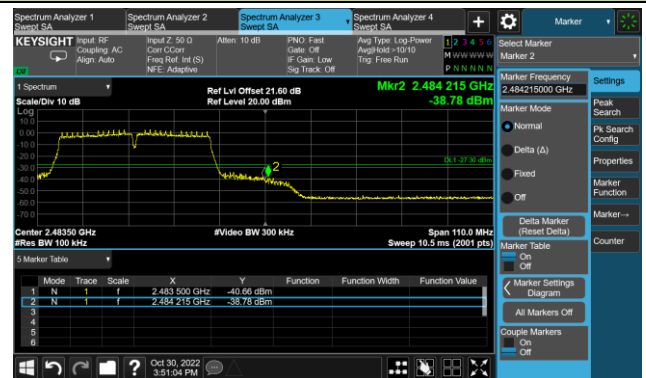 Spectrum Analyzer 1
Swept SA
Spectrum Analyzer 2
Swept SA
Spectrum Analyzer 3
Swept SA
Spectrum Analyzer 4
Swept SA
+
Marker
KEYSIGHT
Input: RF
Coupling: AC
Align: Auto
Input Z: 50 Ω
Corr CCorr
Freq Ref: Int (S)
NFE: Adaptive
Atten: 10 dB
PNO: Fast
Gate: Off
IF Gain: Low
Sig Track: Off
Avg Type: Log-Power
Avg|Hold:>10/10
Trig: Free Run
1 2 3 4 5 6
M W W W W W
P N N N N N
LXI
Select Marker
Marker 2
1 Spectrum
Ref Lvl Offset 21.60 dB
Mkr2 2.484 215 GHz
Scale/Div 10 dB
Ref Level 20.00 dBm
-38.78 dBm
Log
10.0
0.00
-10.0
-20.0
-30.0
-40.0
-50.0
-60.0
-70.0
DL1 -27.30 dBm
2
Center 2.48350 GHz
#Video BW 300 kHz
Span 110.0 MHz
#Res BW 100 kHz
Sweep 10.5 ms (2001 pts)
5 Marker Table
Mode Trace Scale X Y Function Function Width Function Value
1 N 1 f 2.483 500 GHz -40.66 dBm
2 N 1 f 2.484 215 GHz -38.78 dBm
3
4
5
6
Marker Frequency
2.484215000 GHz
Marker Mode
Normal
Delta (Δ)
Fixed
Off
Delta Marker
(Reset Delta)
Marker Table
On
Off
Marker Settings
Diagram
All Markers Off
Couple Markers
On
Off
Settings
Peak
Search
Pk Search
Config
Properties
Marker
Function
Marker→
Counter
?
Oct 30, 2022
3:51:04 PM